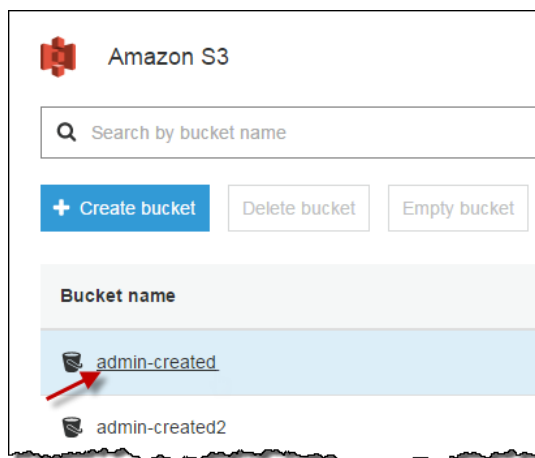 Amazon S3
Search by bucket name
+ Create bucket Delete bucket Empty bucket
Bucket name
admin-created
admin-created2